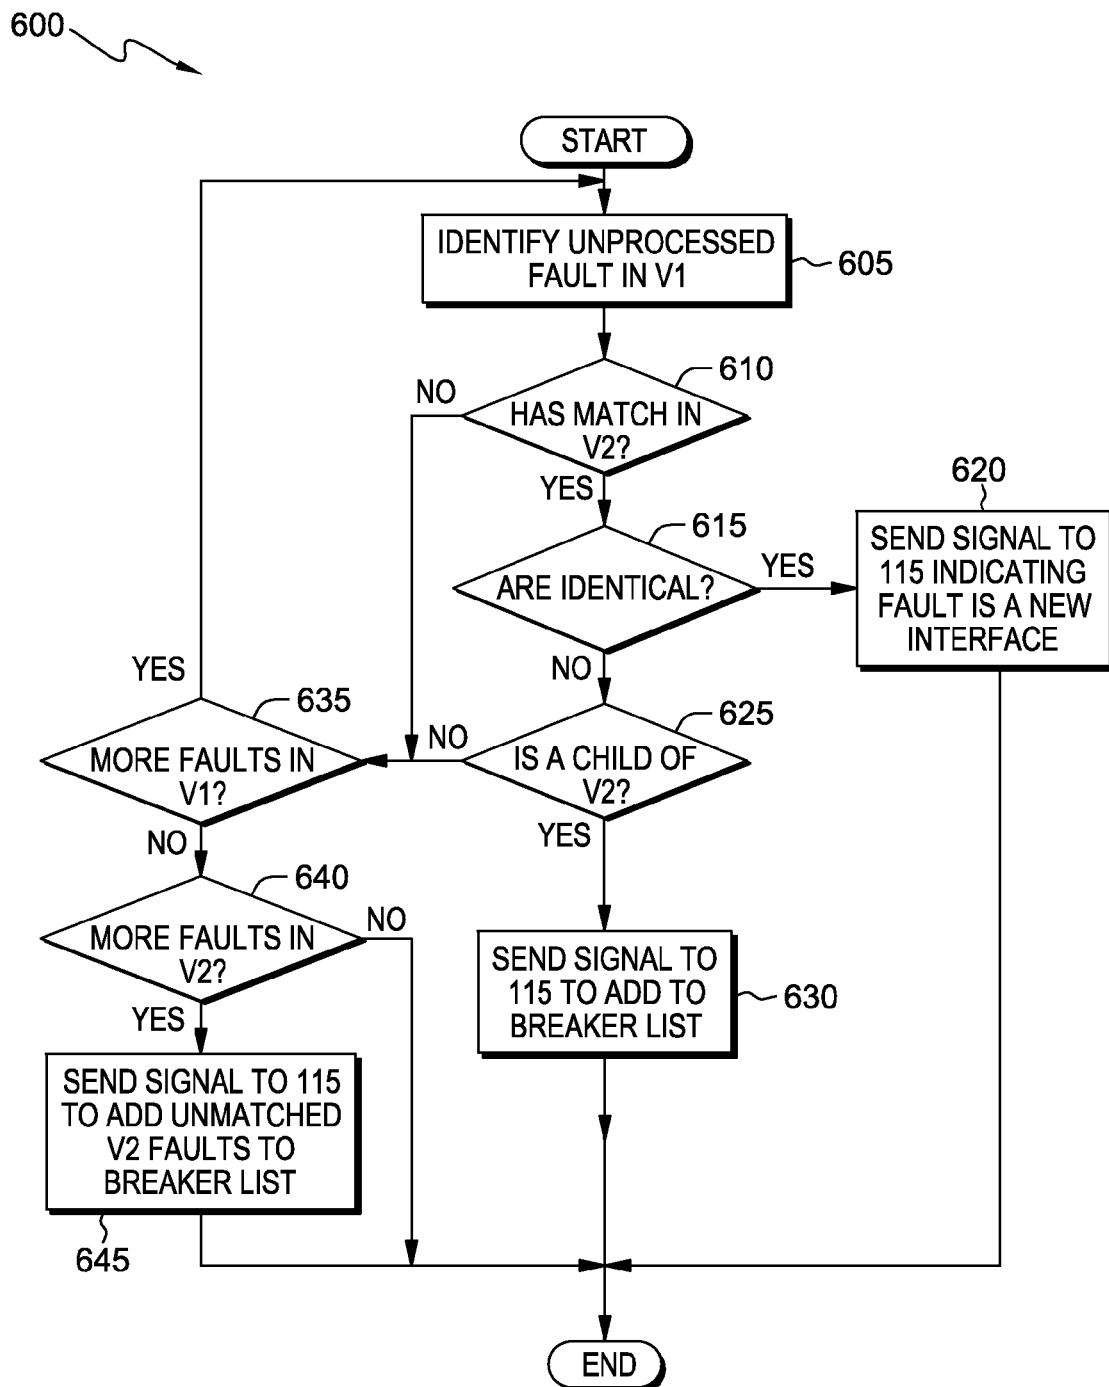 600
START
IDENTIFY UNPROCESSED
FAULT IN V1
605
610
NO
HAS MATCH IN
V2?
YES
615
620
ARE IDENTICAL?
YES
SEND SIGNAL TO
115 INDICATING
FAULT IS A NEW
INTERFACE
NO
YES
635
625
MORE FAULTS IN
V1?
NO
IS A CHILD OF
V2?
YES
NO
640
MORE FAULTS IN
V2?
NO
SEND SIGNAL TO
115 TO ADD TO
BREAKER LIST
630
YES
SEND SIGNAL TO 115
TO ADD UNMATCHED
V2 FAULTS TO
BREAKER LIST
645
END